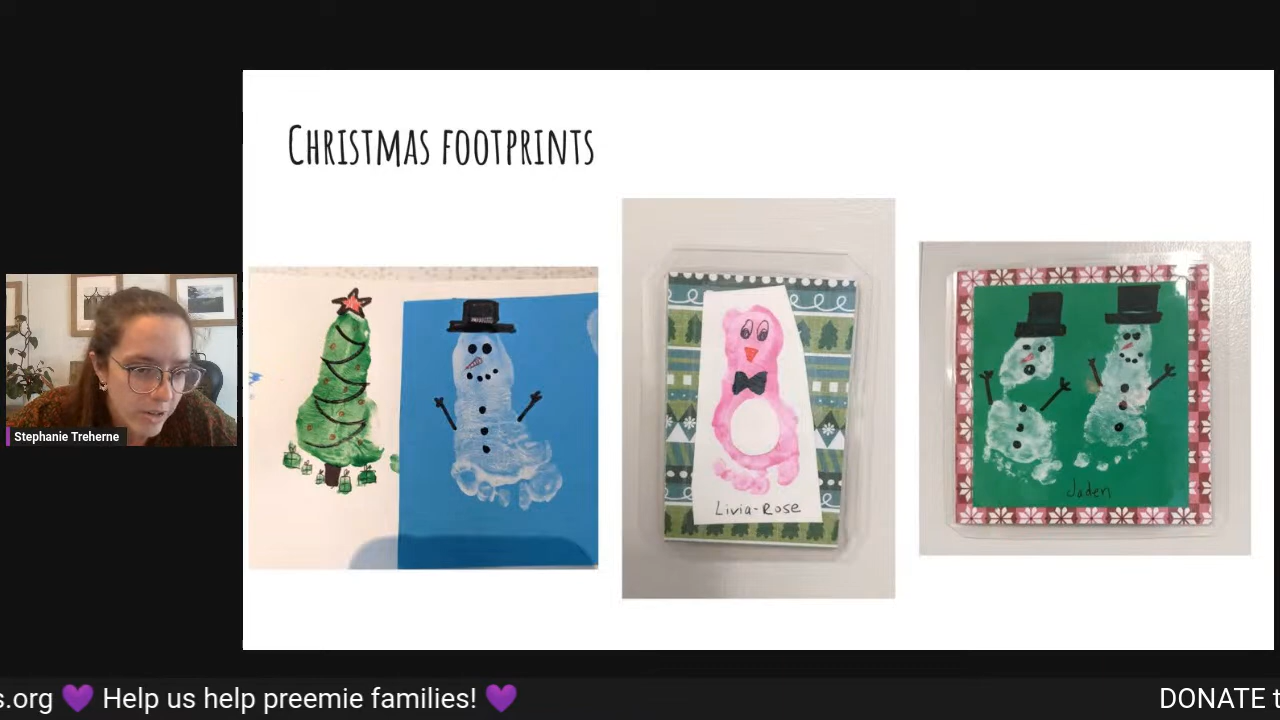 CHRISTMAS FOOTPRINTS
Livia-Rose
Jaden
Stephanie Treherne
s.org 💜 Help us help preemie families! 💜
DONATE t